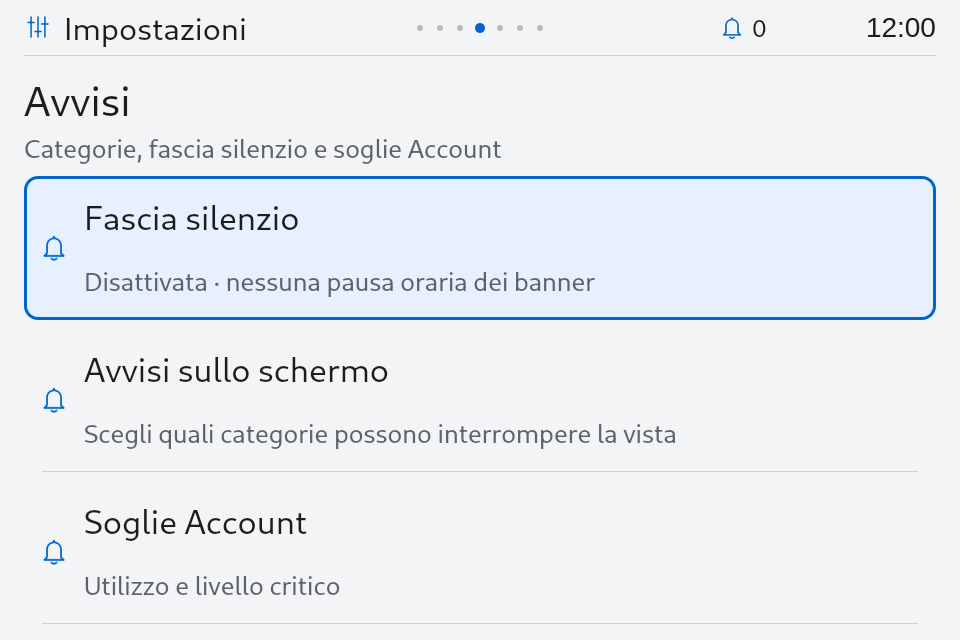 Impostazioni
0
12:00
Avvisi
Categorie, fascia silenzio e soglie Account
Fascia silenzio
Disattivata · nessuna pausa oraria dei banner
Avvisi sullo schermo
Scegli quali categorie possono interrompere la vista
Soglie Account
Utilizzo e livello critico